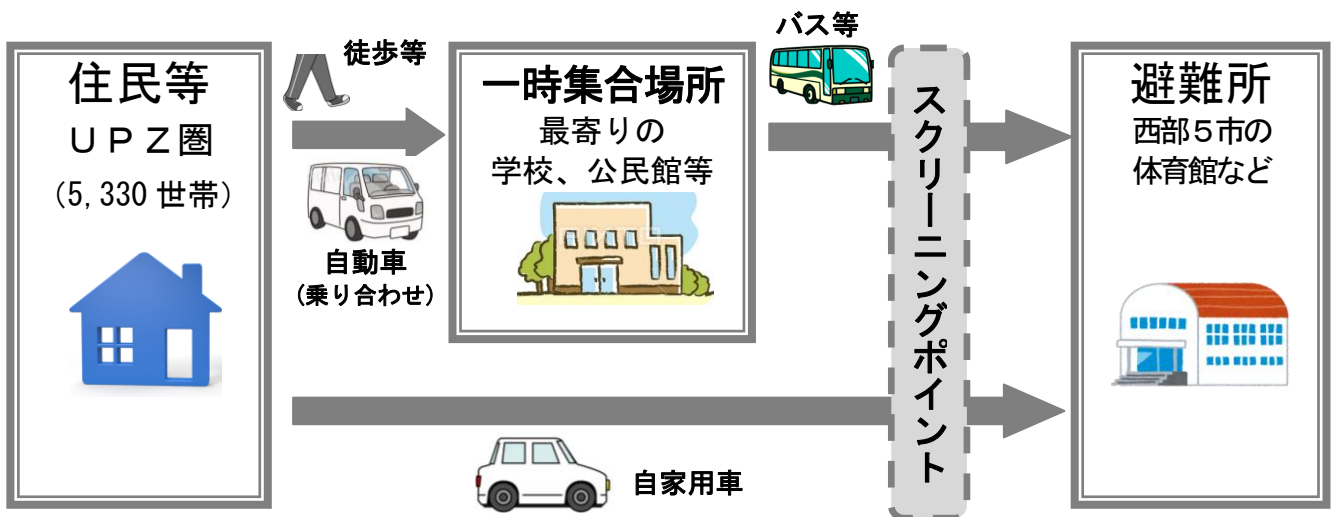 住民等
ＵＰＺ圏
(5,330 世帯)
徒歩等
自動車
(乗り合わせ)
一時集合場所
最寄りの
学校、公民館等
バス等
スクリーニングポイント
避難所
西部５市の
体育館など
自家用車